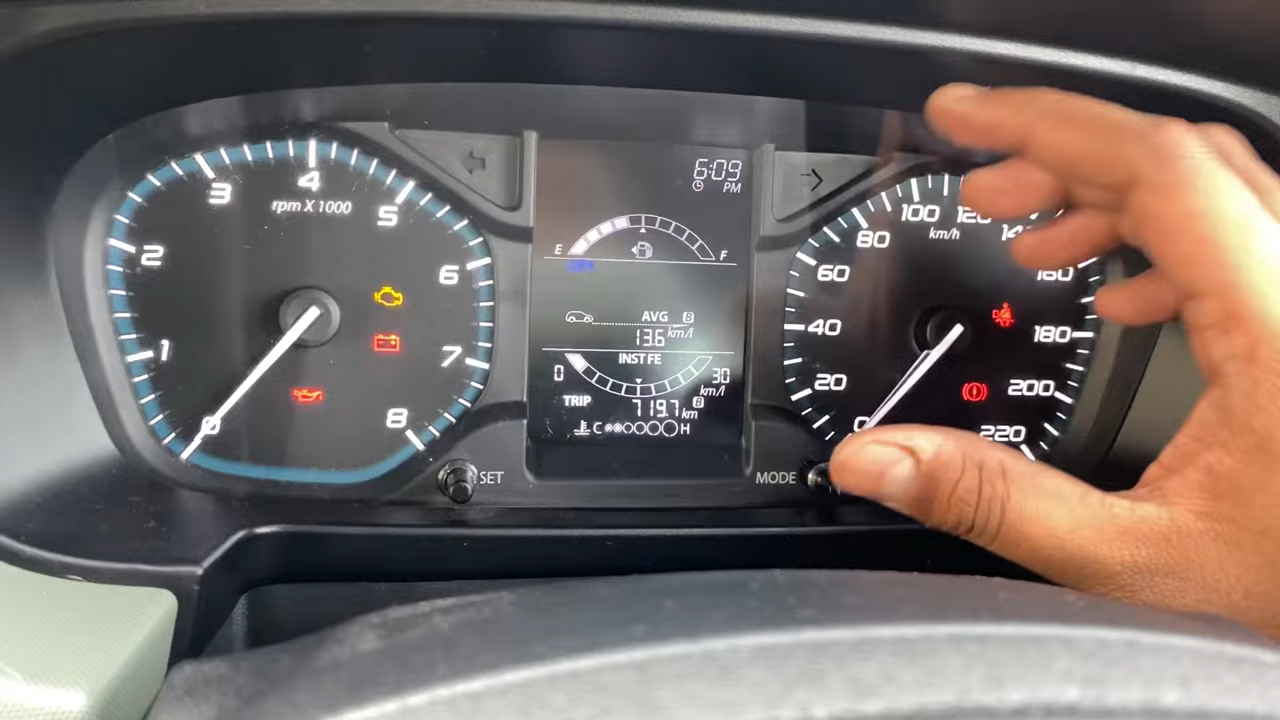 6:09
PM
0
1
2
3
4
5
6
7
8
rpm X 1000
E F
AVG B
13.6 km/l
INST FE
0 30
km/l
TRIP B
719.7 km
C H
SET
MODE
0
20
40
60
80
100
120
160
180
200
220
km/h